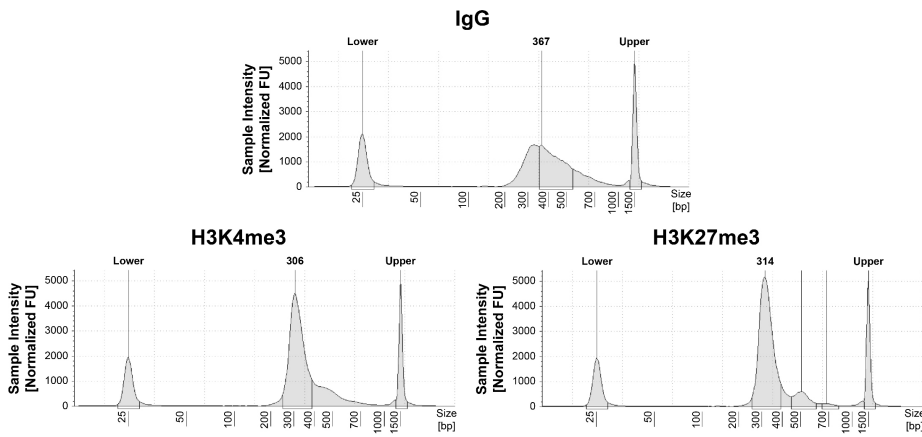 IgG
Lower 367 Upper
Sample Intensity
[Normalized FU]
5000
4000
3000
2000
1000
0
25 50 100 200 300 400 500 700 1000 1500 Size
[bp]
H3K4me3
Lower 306 Upper
Sample Intensity
[Normalized FU]
5000
4000
3000
2000
1000
0
25 50 100 200 300 400 500 700 1000 1500 Size
[bp]
H3K27me3
Lower 314 Upper
Sample Intensity
[Normalized FU]
5000
4000
3000
2000
1000
0
25 50 100 200 300 400 500 700 1000 1500 Size
[bp]